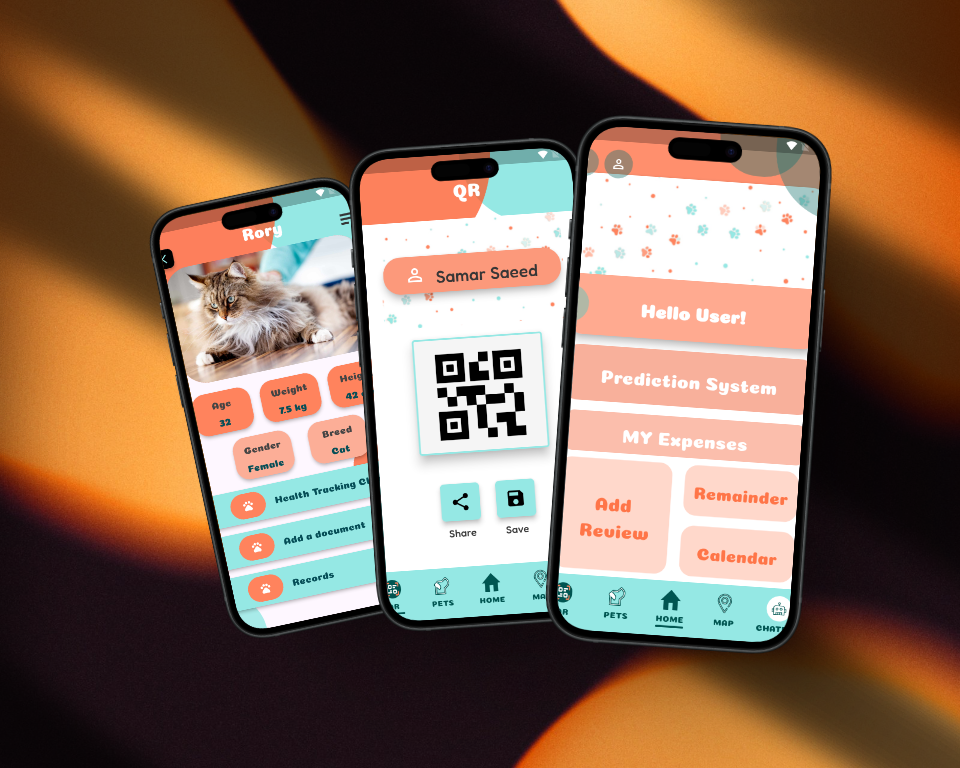 Rory
Age
32
Weight
7.5 kg
Heig
42
Gender
Female
Breed
Cat
Health Tracking Ch
Add a document
Records
QR
Samar Saeed
Share
Save
R
PETS
HOME
MA
Hello User!
Prediction System
MY Expenses
Add
Review
Remainder
Calendar
R
PETS
HOME
MAP
CHATB